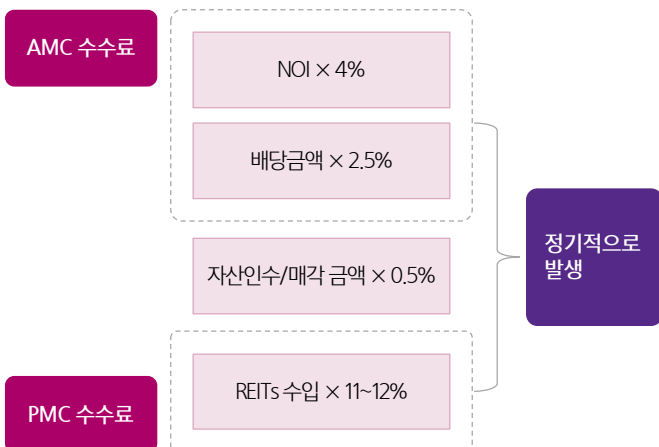 AMC 수수료
NOI × 4%
배당금액 × 2.5%
자산인수/매각 금액 × 0.5%
정기적으로
발생
REITs 수입 × 11~12%
PMC 수수료